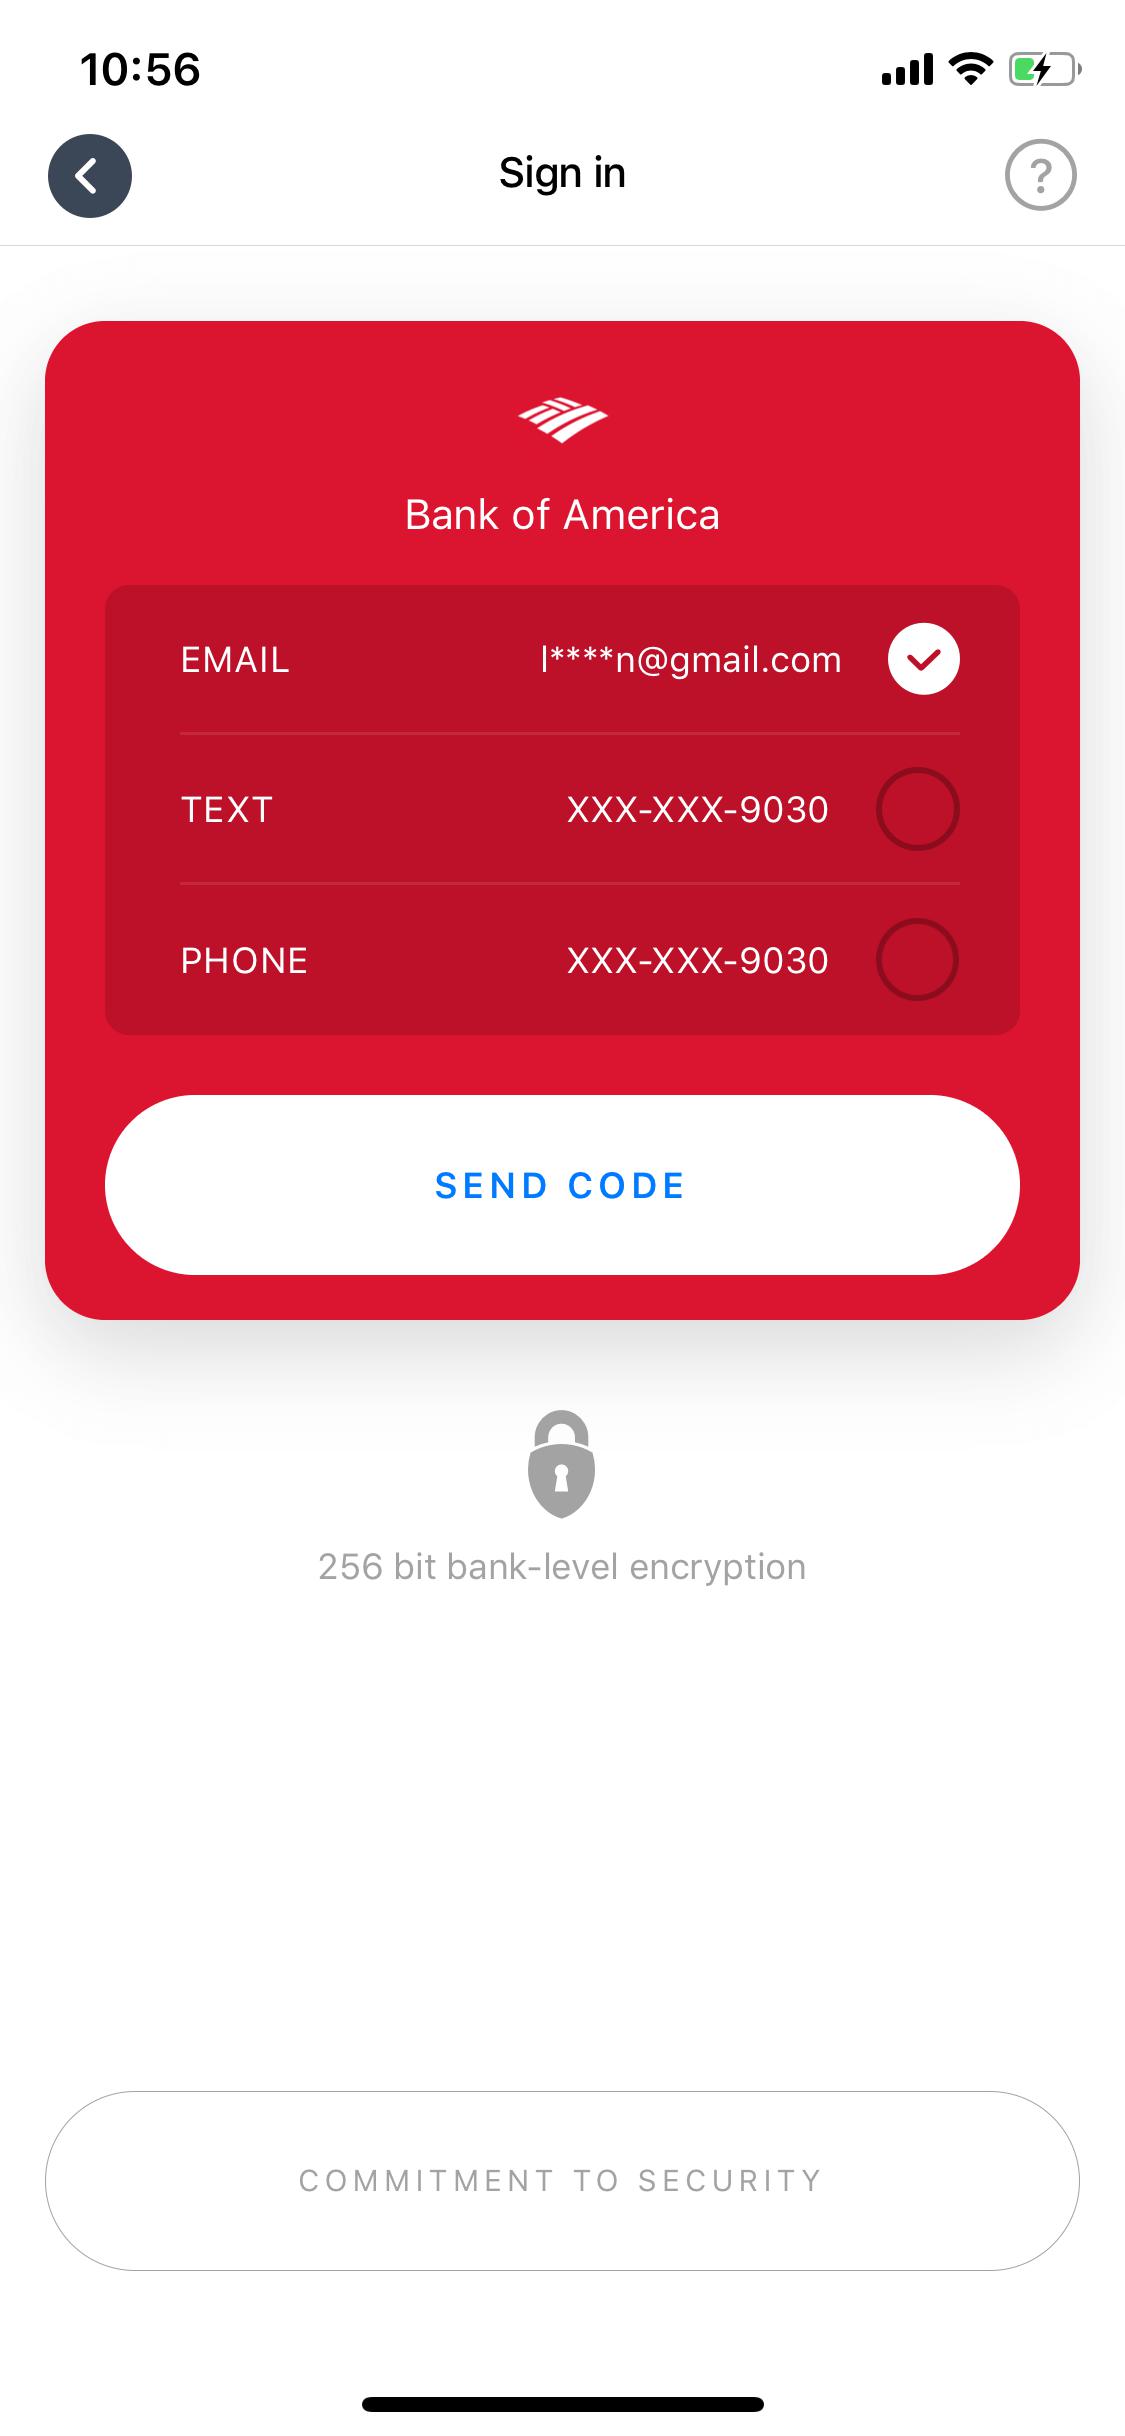 10:56
Sign in
?
Bank of America
EMAIL l****n@gmail.com
TEXT XXX-XXX-9030
PHONE XXX-XXX-9030
SEND CODE
256 bit bank-level encryption
COMMITMENT TO SECURITY